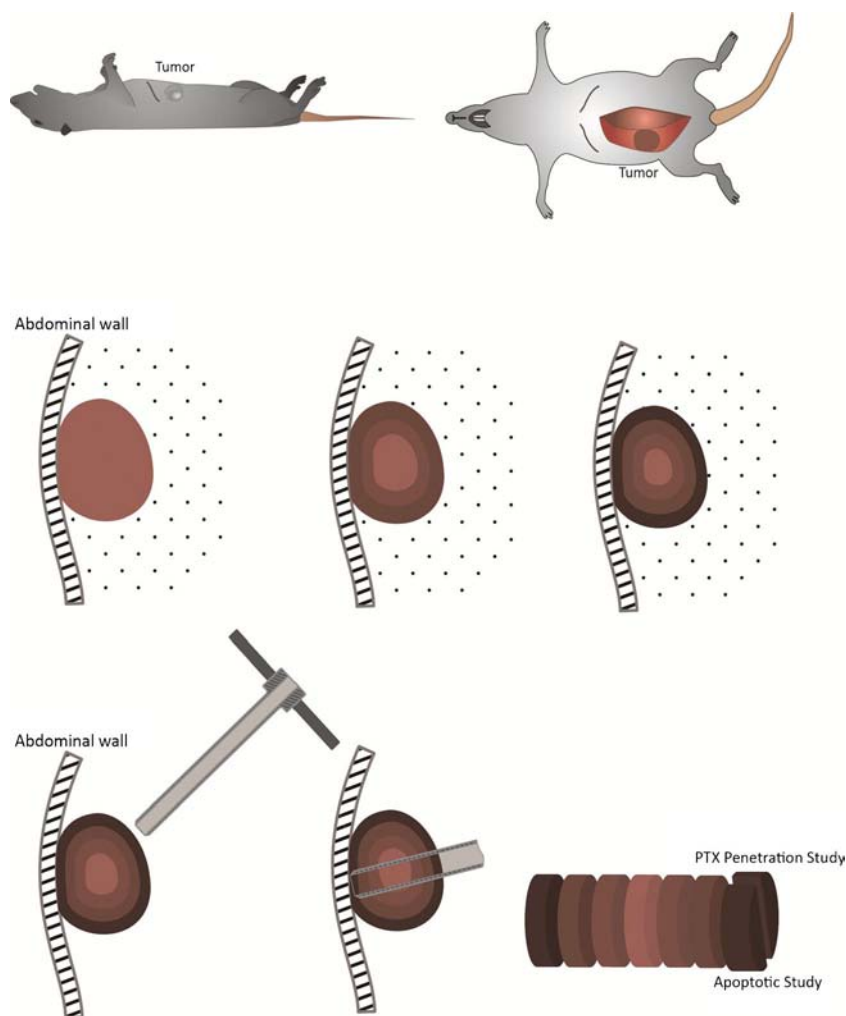 Tumor
Tumor
Abdominal wall
Abdominal wall
PTX Penetration Study
Apoptotic Study